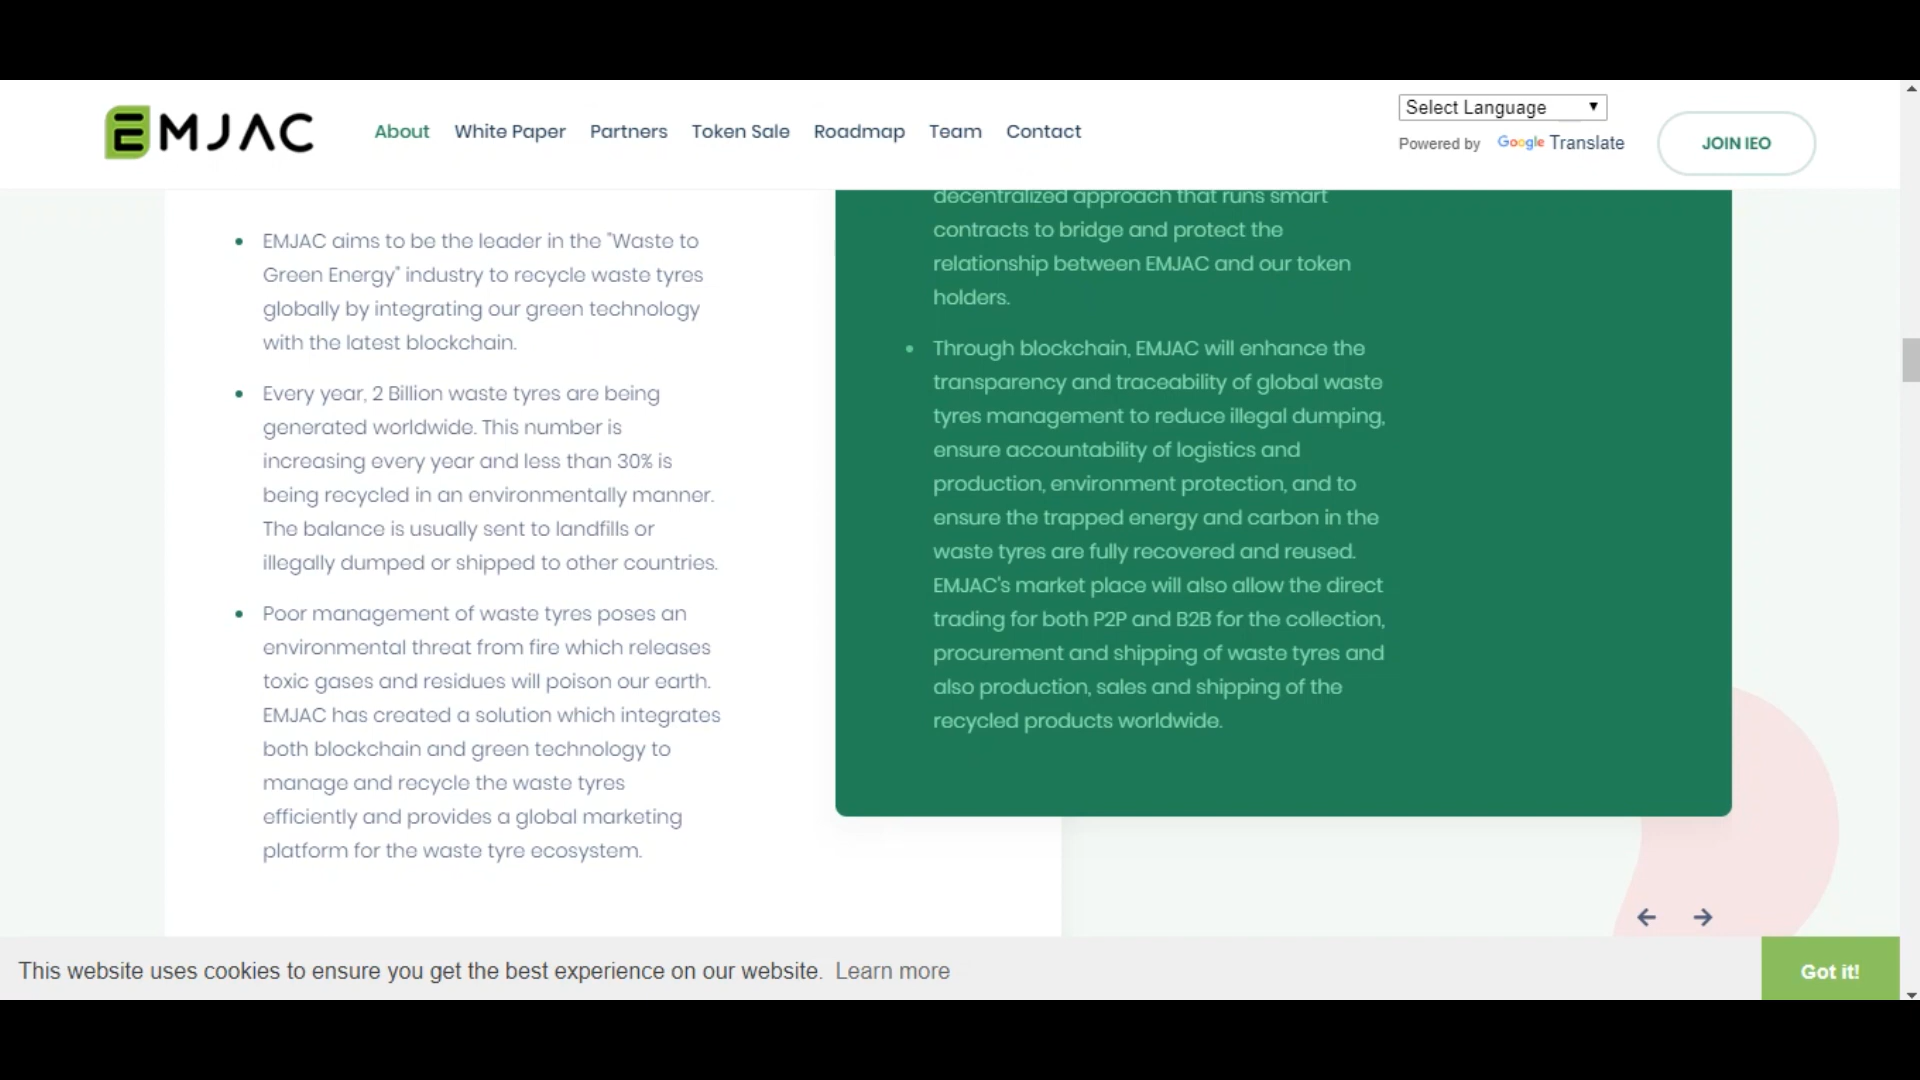 EMJAC
About White Paper Partners Token Sale Roadmap Team Contact
Select Language
Powered by Google Translate
JOIN IEO
EMJAC aims to be the leader in the "Waste to
Green Energy" industry to recycle waste tyres
globally by integrating our green technology
with the latest blockchain.
Every year, 2 Billion waste tyres are being
generated worldwide. This number is
increasing every year and less than 30% is
being recycled in an environmentally manner.
The balance is usually sent to landfills or
illegally dumped or shipped to other countries.
Poor management of waste tyres poses an
environmental threat from fire which releases
toxic gases and residues will poison our earth.
EMJAC has created a solution which integrates
both blockchain and green technology to
manage and recycle the waste tyres
efficiently and provides a global marketing
platform for the waste tyre ecosystem.
decentralized approach that runs smart
contracts to bridge and protect the
relationship between EMJAC and our token
holders.
Through blockchain, EMJAC will enhance the
transparency and traceability of global waste
tyres management to reduce illegal dumping,
ensure accountability of logistics and
production, environment protection, and to
ensure the trapped energy and carbon in the
waste tyres are fully recovered and reused.
EMJAC's market place will also allow the direct
trading for both P2P and B2B for the collection,
procurement and shipping of waste tyres and
also production, sales and shipping of the
recycled products worldwide.
This website uses cookies to ensure you get the best experience on our website. Learn more
Got it!